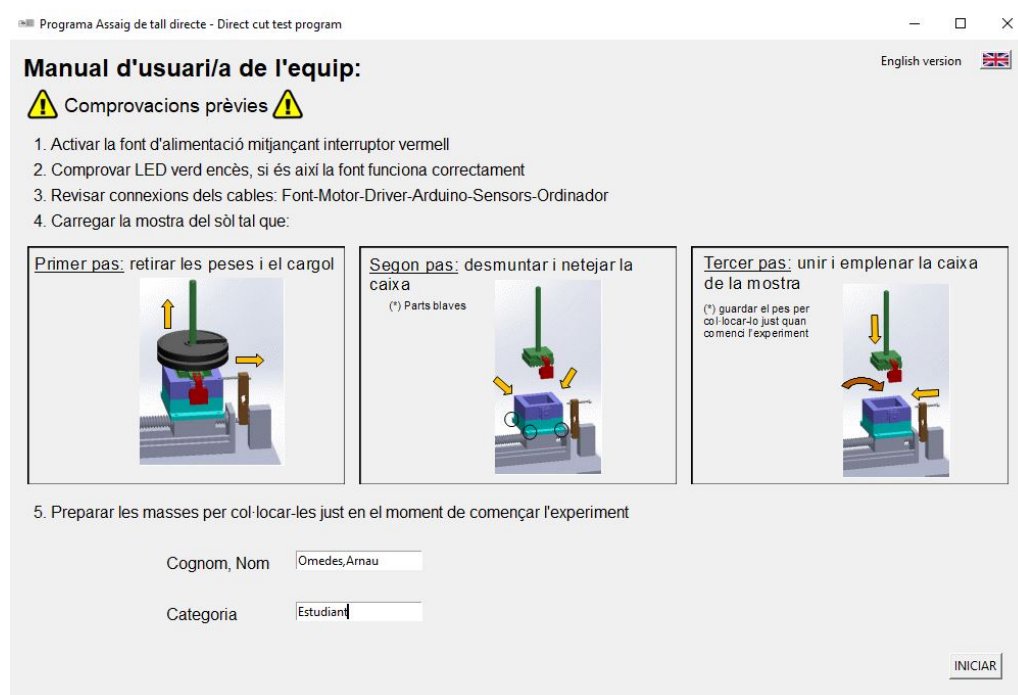 Programa Assaig de tall directe - Direct cut test program
Manual d'usuari/a de l'equip:
English version
Comprovacions prèvies
1. Activar la font d'alimentació mitjançant interruptor vermell
2. Comprovar LED verd encès, si és així la font funciona correctament
3. Revisar connexions dels cables: Font-Motor-Driver-Arduino-Sensors-Ordinador
4. Carregar la mostra del sòl tal que:
Primer pas: retirar les peses i el cargol
Segon pas: desmuntar i netejar la
caixa
(*) Parts blaves
Tercer pas: unir i emplenar la caixa
de la mostra
(*) guardar el pes per
col·locar-lo just quan
comenci l'experiment
5. Preparar les masses per col·locar-les just en el moment de començar l'experiment
Cognom, Nom
Omedes,Arnau
Categoria
Estudiant
INICIAR